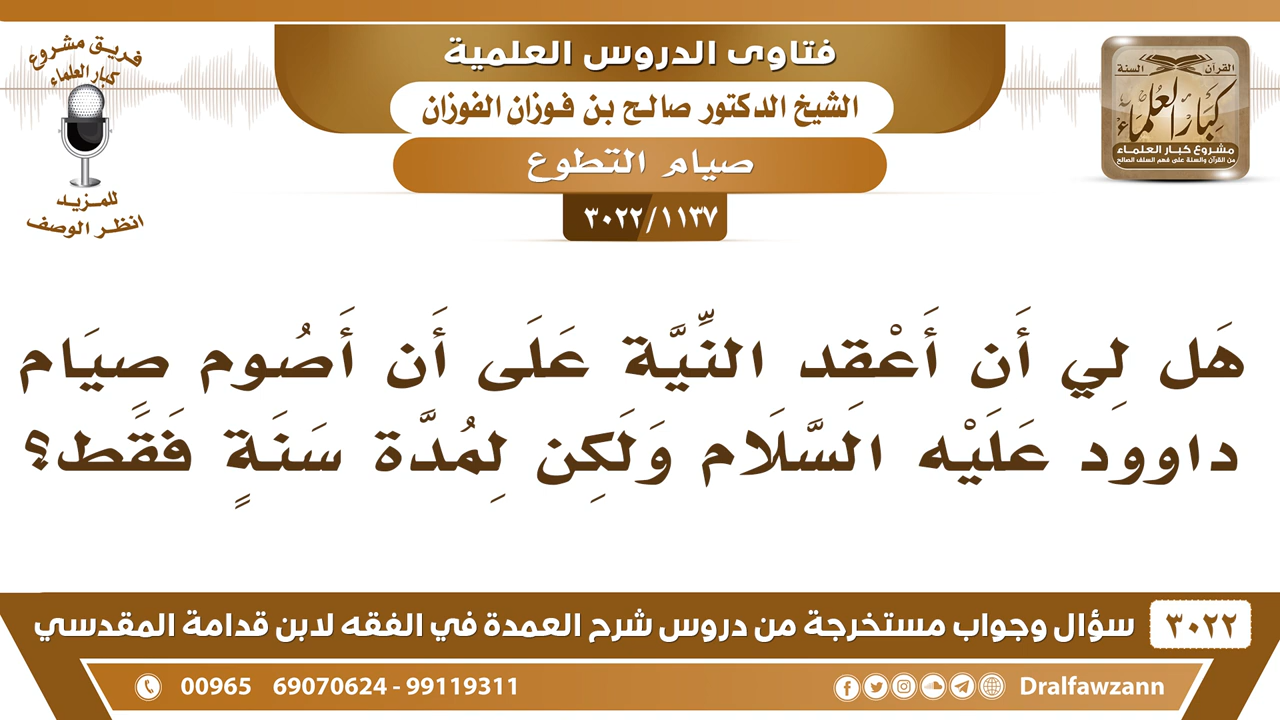 فتاوى الدروس العلمية
الشيخ الدكتور صالح بن فوزان الفوزان
صيام التطوع
٣٠٢٢/١١٣٧
فريق مشروع
كبار العلماء
للمزيد
انظر الوصف
القرآن السنة
كبار العلماء
مشروع كبار العلماء
من القرآن والسنة على فهم السلف الصالح
هَل لِي أَن أَعْقِد النِّيَّة عَلَى أَن أَصُوم صيَام
داوود عَلَيْه السَّلَام وَلَكِن لِمُدَّة سَنَةٍ فَقَط؟
٣٠٢٢ سؤال وجواب مستخرجة من دروس شرح العمدة في الفقه لابن قدامة المقدسي
00965 69070624 - 99119311
Dralfawzann